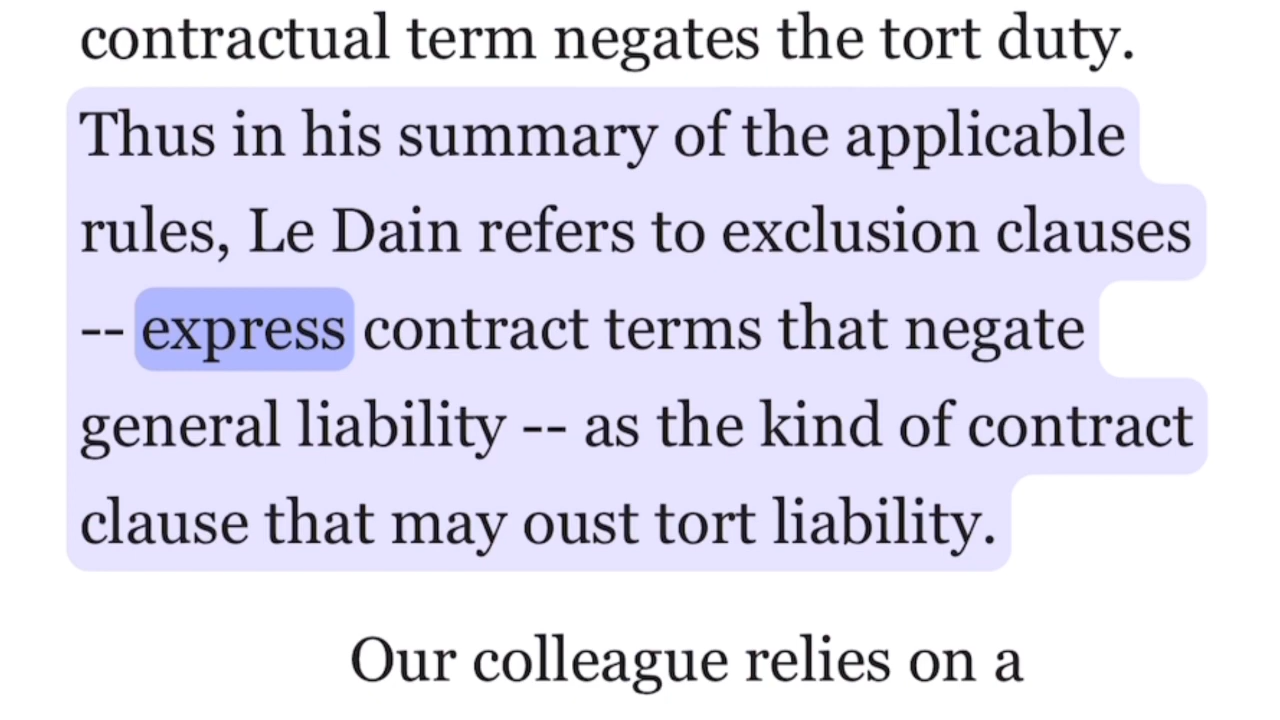 contractual term negates the tort duty.
Thus in his summary of the applicable
rules, Le Dain refers to exclusion clauses
-- express contract terms that negate
general liability -- as the kind of contract
clause that may oust tort liability.
Our colleague relies on a